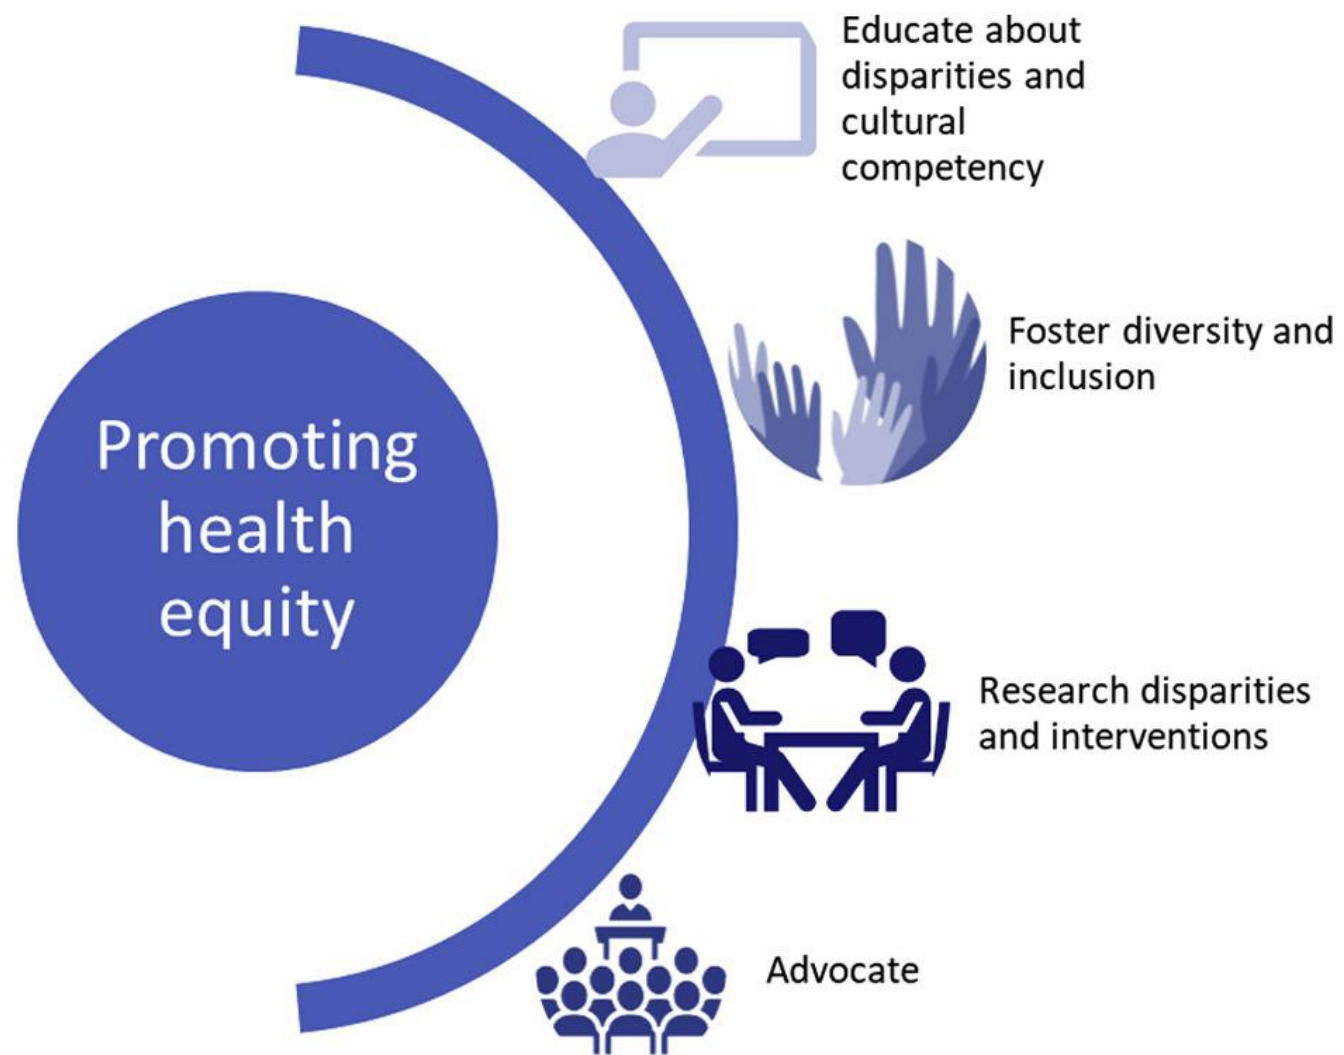 Educate about
disparities and
cultural
competency
Foster diversity and
inclusion
Promoting
health
equity
Research disparities
and interventions
Advocate